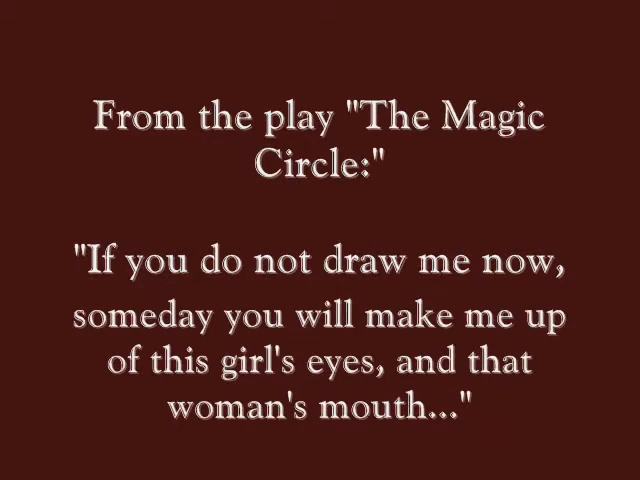 From the play "The Magic
Circle:"
"If you do not draw me now,
someday you will make me up
of this girl's eyes, and that
woman's mouth..."